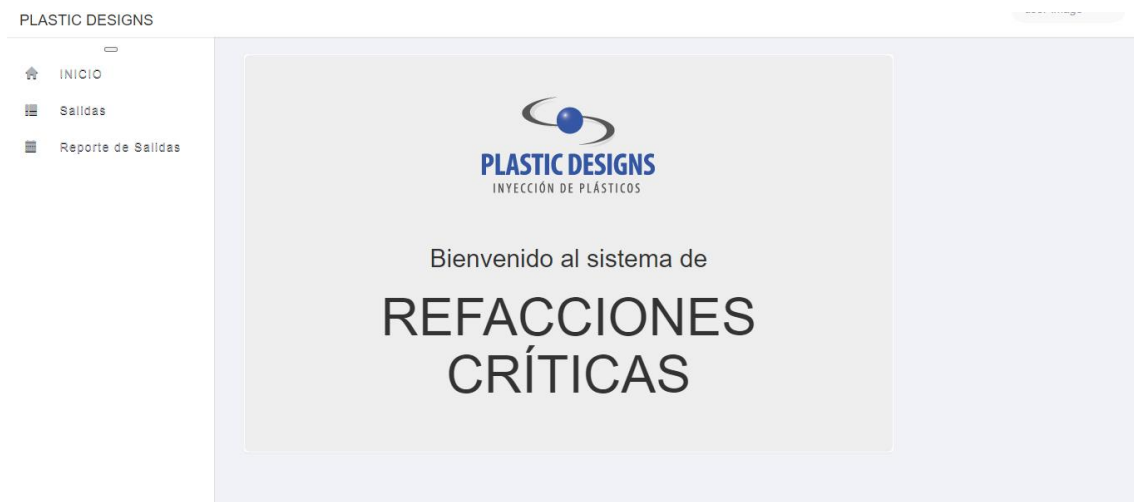 PLASTIC DESIGNS
INICIO
Salidas
Reporte de Salidas
PLASTIC DESIGNS
INYECCIÓN DE PLÁSTICOS
Bienvenido al sistema de
REFACCIONES
CRÍTICAS